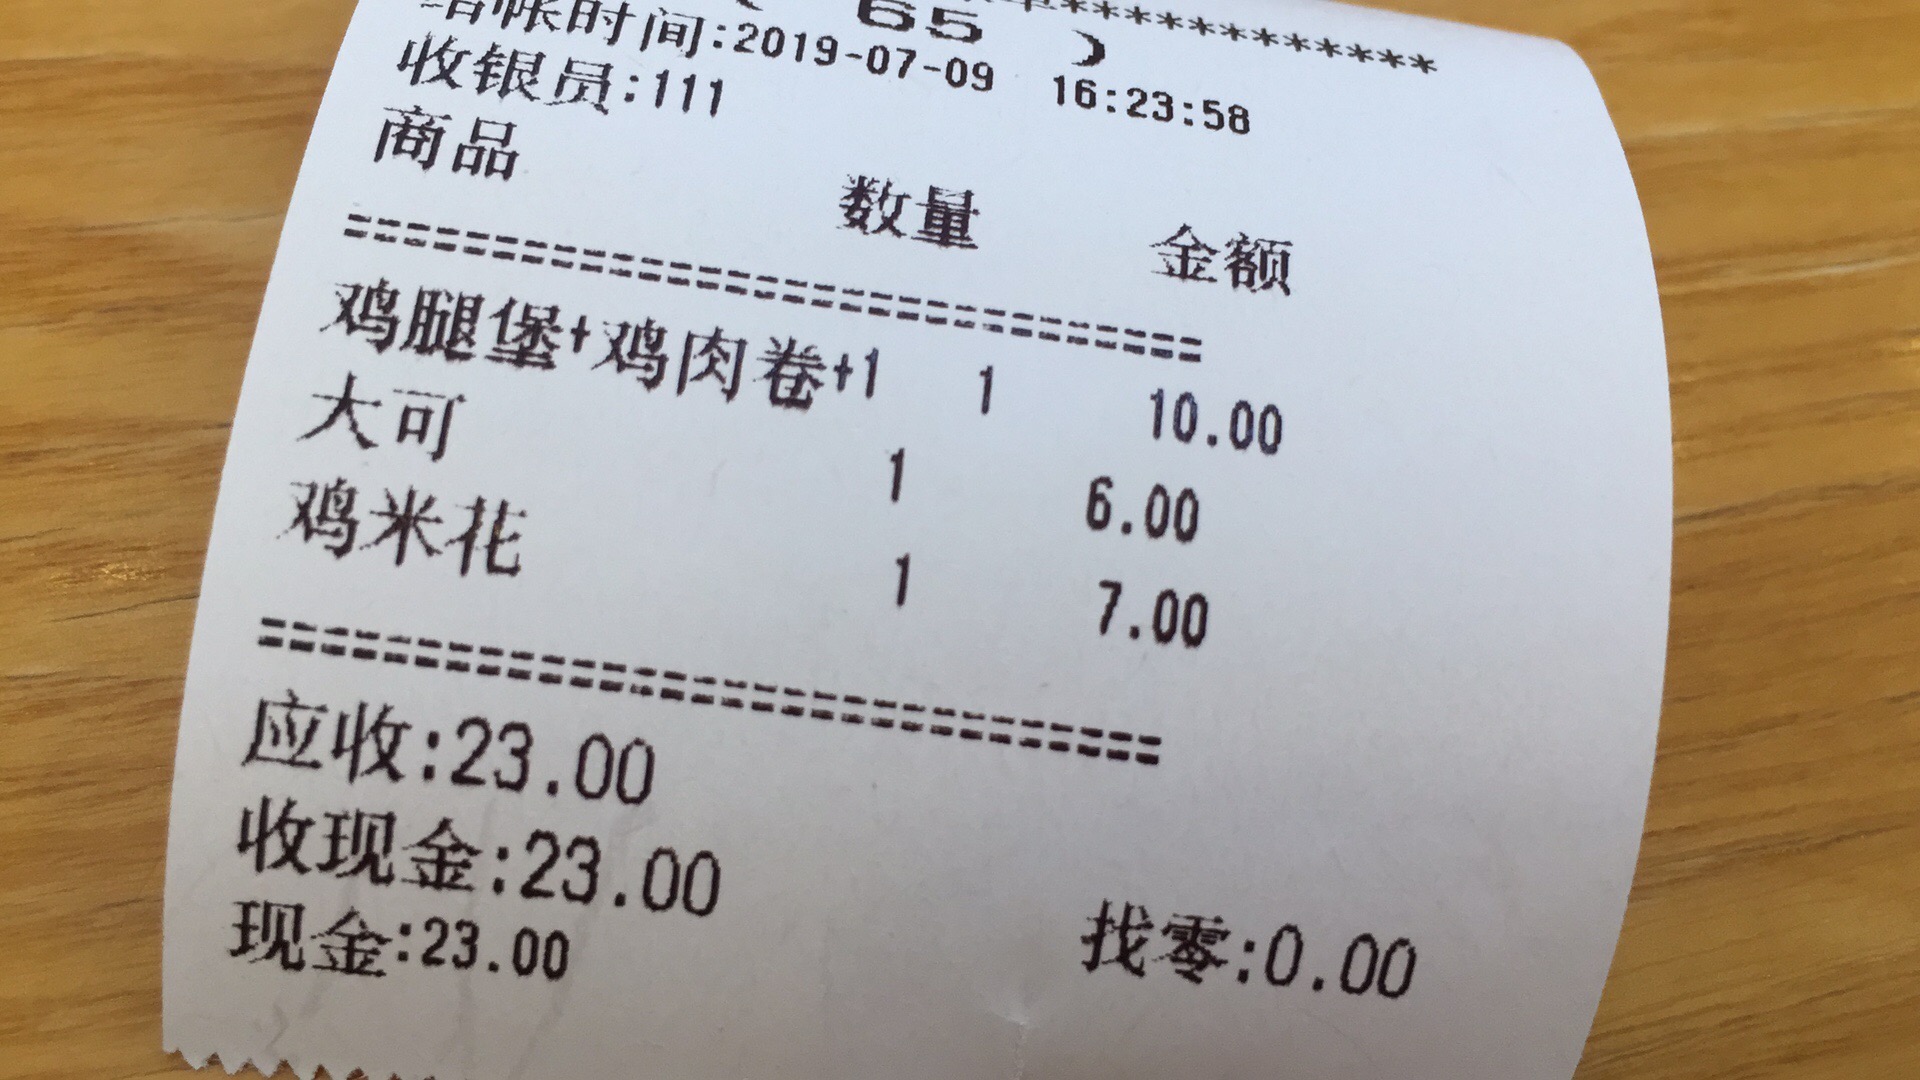 65 )
***********
结帐时间:2019-07-09 16:23:58
收银员:111
商品 数量 金额
==============================
鸡腿堡+鸡肉卷+1 1 10.00
大可 1 6.00
鸡米花 1 7.00
==============================
应收:23.00
收现金:23.00 找零:0.00
现金:23.00